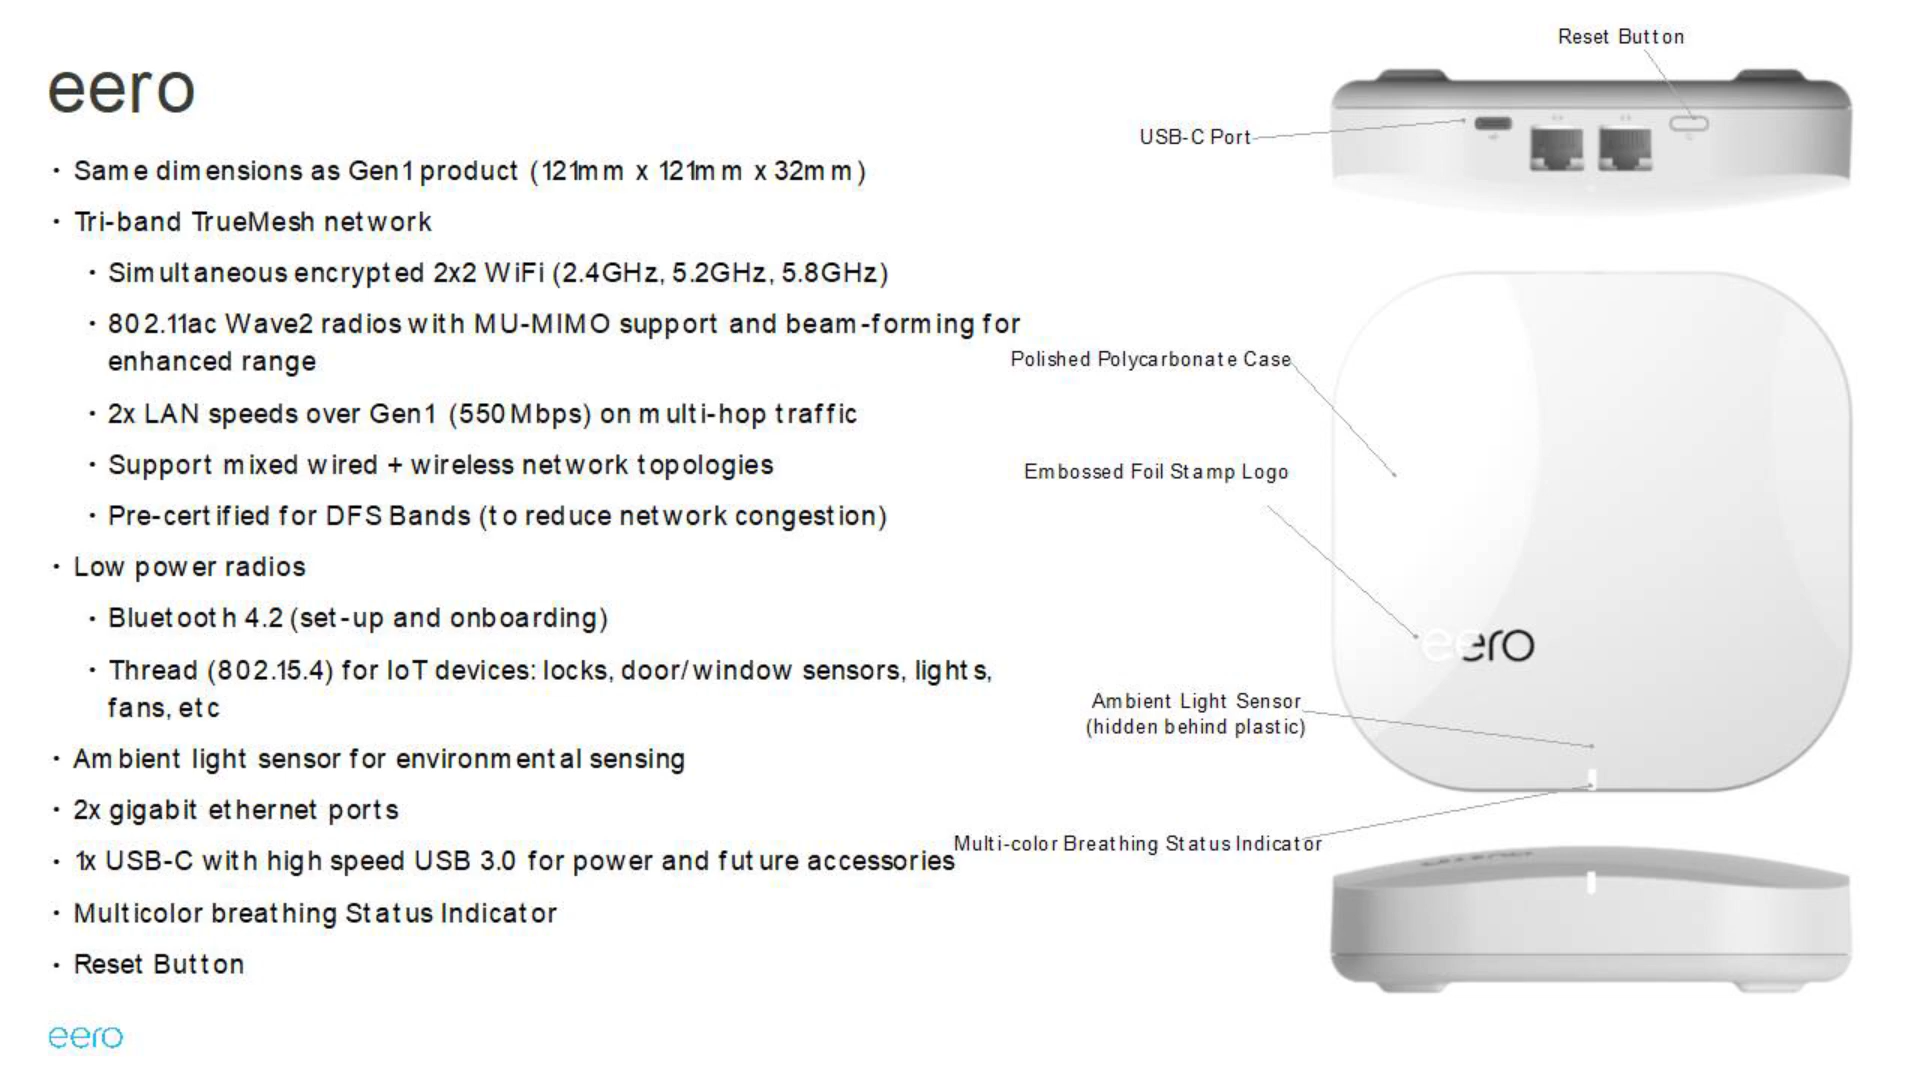 eero
· Same dimensions as Gen1 product (121mm x 121mm x 32mm)
· Tri-band TrueMesh network
· Simultaneous encrypted 2x2 WiFi (2.4GHz, 5.2GHz, 5.8GHz)
· 802.11ac Wave2 radios with MU-MIMO support and beam-forming for
enhanced range
· 2x LAN speeds over Gen1 (550Mbps) on multi-hop traffic
· Support mixed wired + wireless network topologies
· Pre-certified for DFS Bands (to reduce network congestion)
· Low power radios
· Bluetooth 4.2 (set-up and onboarding)
· Thread (802.15.4) for IoT devices: locks, door/window sensors, lights,
fans, etc
· Ambient light sensor for environmental sensing
· 2x gigabit ethernet ports
· 1x USB-C with high speed USB 3.0 for power and future accessories
· Multicolor breathing Status Indicator
· Reset Button
eero
Reset Button
USB-C Port
Polished Polycarbonate Case
Embossed Foil Stamp Logo
eero
Ambient Light Sensor
(hidden behind plastic)
Multi-color Breathing Status Indicator